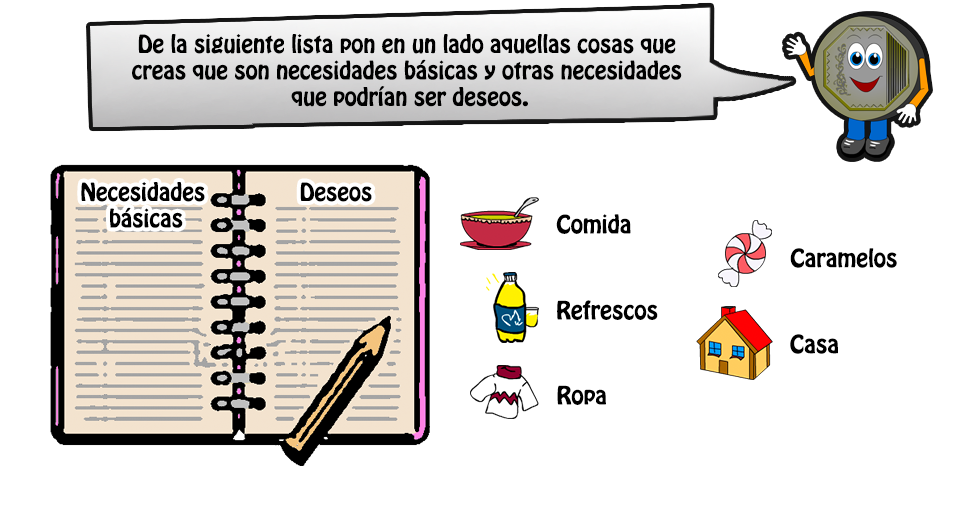 De la siguiente lista pon en un lado aquellas cosas que
creas que son necesidades básicas y otras necesidades
que podrían ser deseos.
Necesidades
básicas
Deseos
Comida
Refrescos
Ropa
Caramelos
Casa